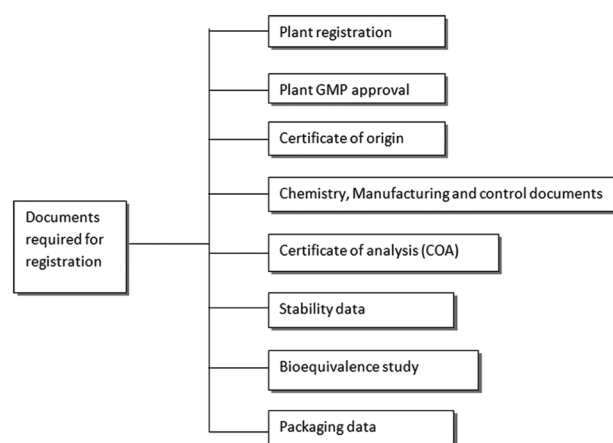 Plant registration
Plant GMP approval
Certificate of origin
Chemistry, Manufacturing and control documents
Documents
required for
registration
Certificate of analysis (COA)
Stability data
Bioequivalence study
Packaging data